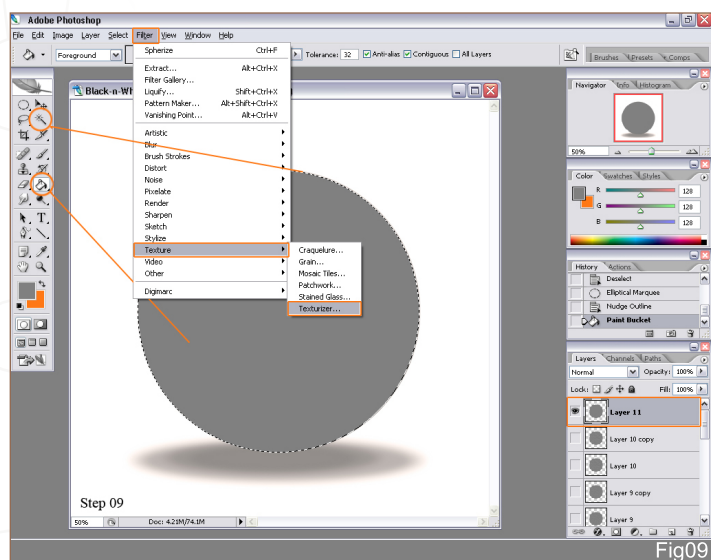 Adobe Photoshop
File Edit Image Layer Select Filter View Window Help
Foreground Tolerance: 32 Anti-alias Contiguous All Layers
Brushes Presets Comps
Spherize Ctrl+F
Extract... Alt+Ctrl+X
Filter Gallery...
Liquify... Shift+Ctrl+X
Pattern Maker... Alt+Shift+Ctrl+X
Vanishing Point... Alt+Ctrl+V
Artistic
Blur
Brush Strokes
Distort
Noise
Pixelate
Render
Sharpen
Sketch
Stylize
Texture
Video
Other
Digimarc
Craquelure...
Grain...
Mosaic Tiles...
Patchwork...
Stained Glass...
Texturizer...
Step 09
50% Doc: 4.21M/74.1M
Navigator Info Histogram
50%
Color Swatches Styles
R 128
G 128
B 128
History Actions
Deselect
Elliptical Marquee
Nudge Outline
Paint Bucket
Layers Channels Paths
Normal Opacity: 100%
Lock: Fill: 100%
Layer 11
Layer 10 copy
Layer 10
Layer 9 copy
Layer 9
Fig09